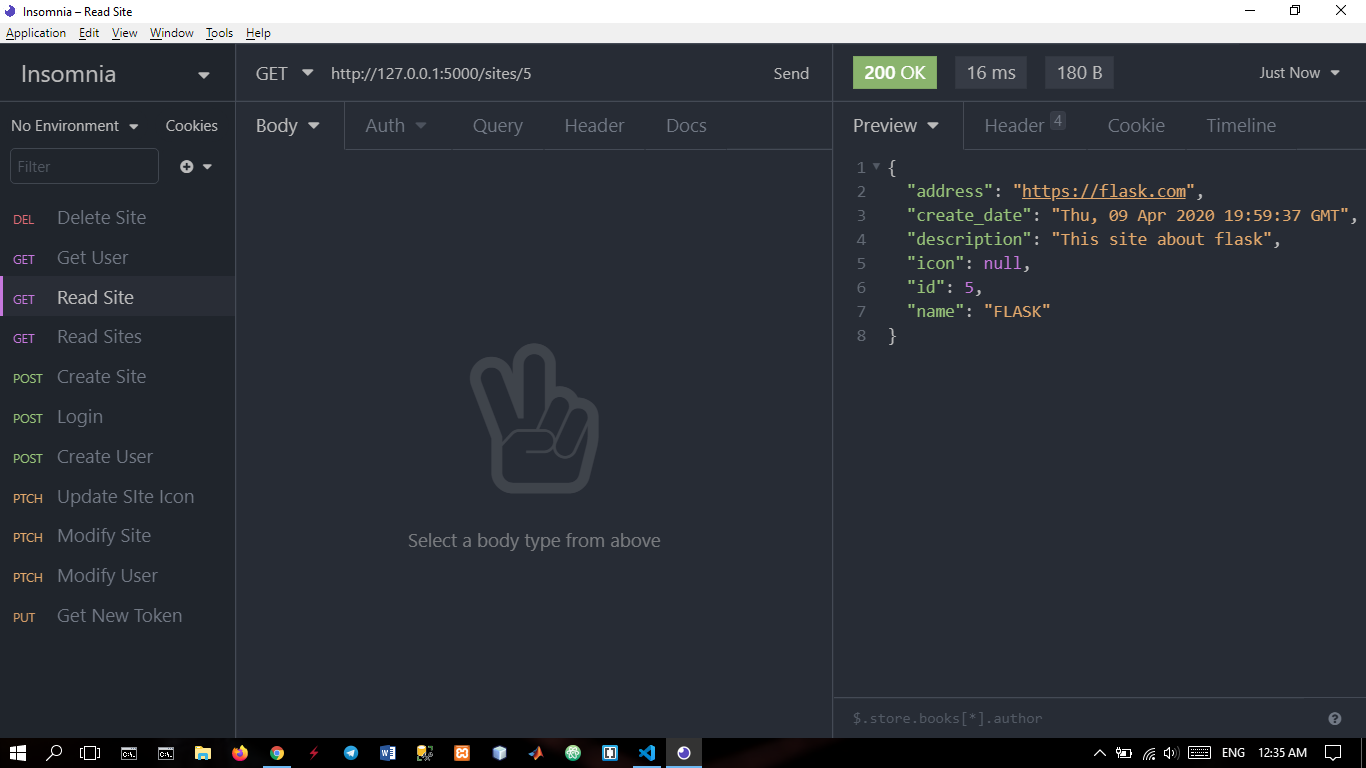 Insomnia – Read Site
Application Edit View Window Tools Help
Insomnia
GET http://127.0.0.1:5000/sites/5 Send
200 OK 16 ms 180 B Just Now
No Environment Cookies
Body Auth Query Header Docs
Preview Header 4 Cookie Timeline
Filter
DEL Delete Site
GET Get User
GET Read Site
GET Read Sites
POST Create Site
POST Login
POST Create User
PTCH Update SIte Icon
PTCH Modify Site
PTCH Modify User
PUT Get New Token
Select a body type from above
1 {
2 "address": "https://flask.com",
3 "create_date": "Thu, 09 Apr 2020 19:59:37 GMT",
4 "description": "This site about flask",
5 "icon": null,
6 "id": 5,
7 "name": "FLASK"
8 }
$.store.books[*].author
ENG 12:35 AM